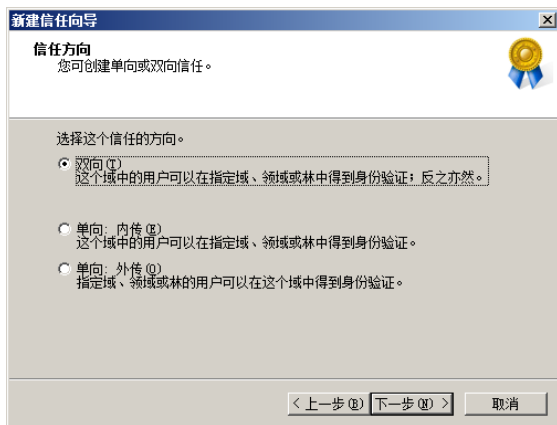 新建信任向导
信任方向
您可创建单向或双向信任。
选择这个信任的方向。
双向(T)
这个域中的用户可以在指定域、领域或林中得到身份验证；反之亦然。
单向: 内传(E)
这个域中的用户可以在指定域、领域或林中得到身份验证。
单向: 外传(O)
指定域、领域或林的用户可以在这个域中得到身份验证。
< 上一步(B) 下一步(N) > 取消